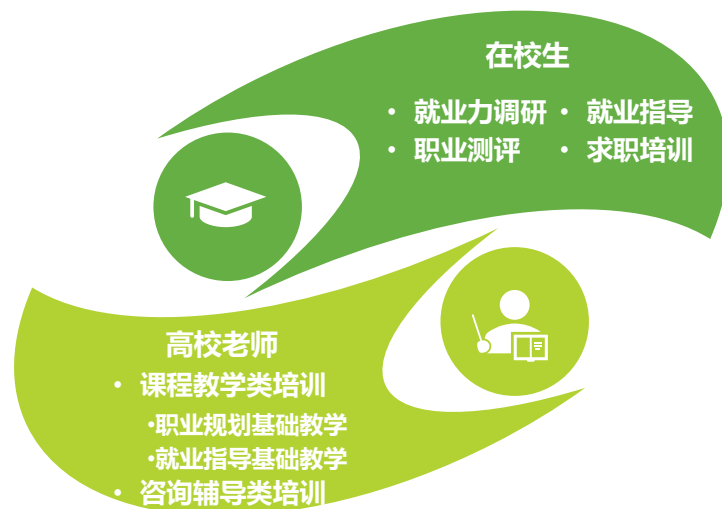 在校生
• 就业力调研 • 就业指导
• 职业测评 • 求职培训
高校老师
• 课程教学类培训
•职业规划基础教学
•就业指导基础教学
• 咨询辅导类培训